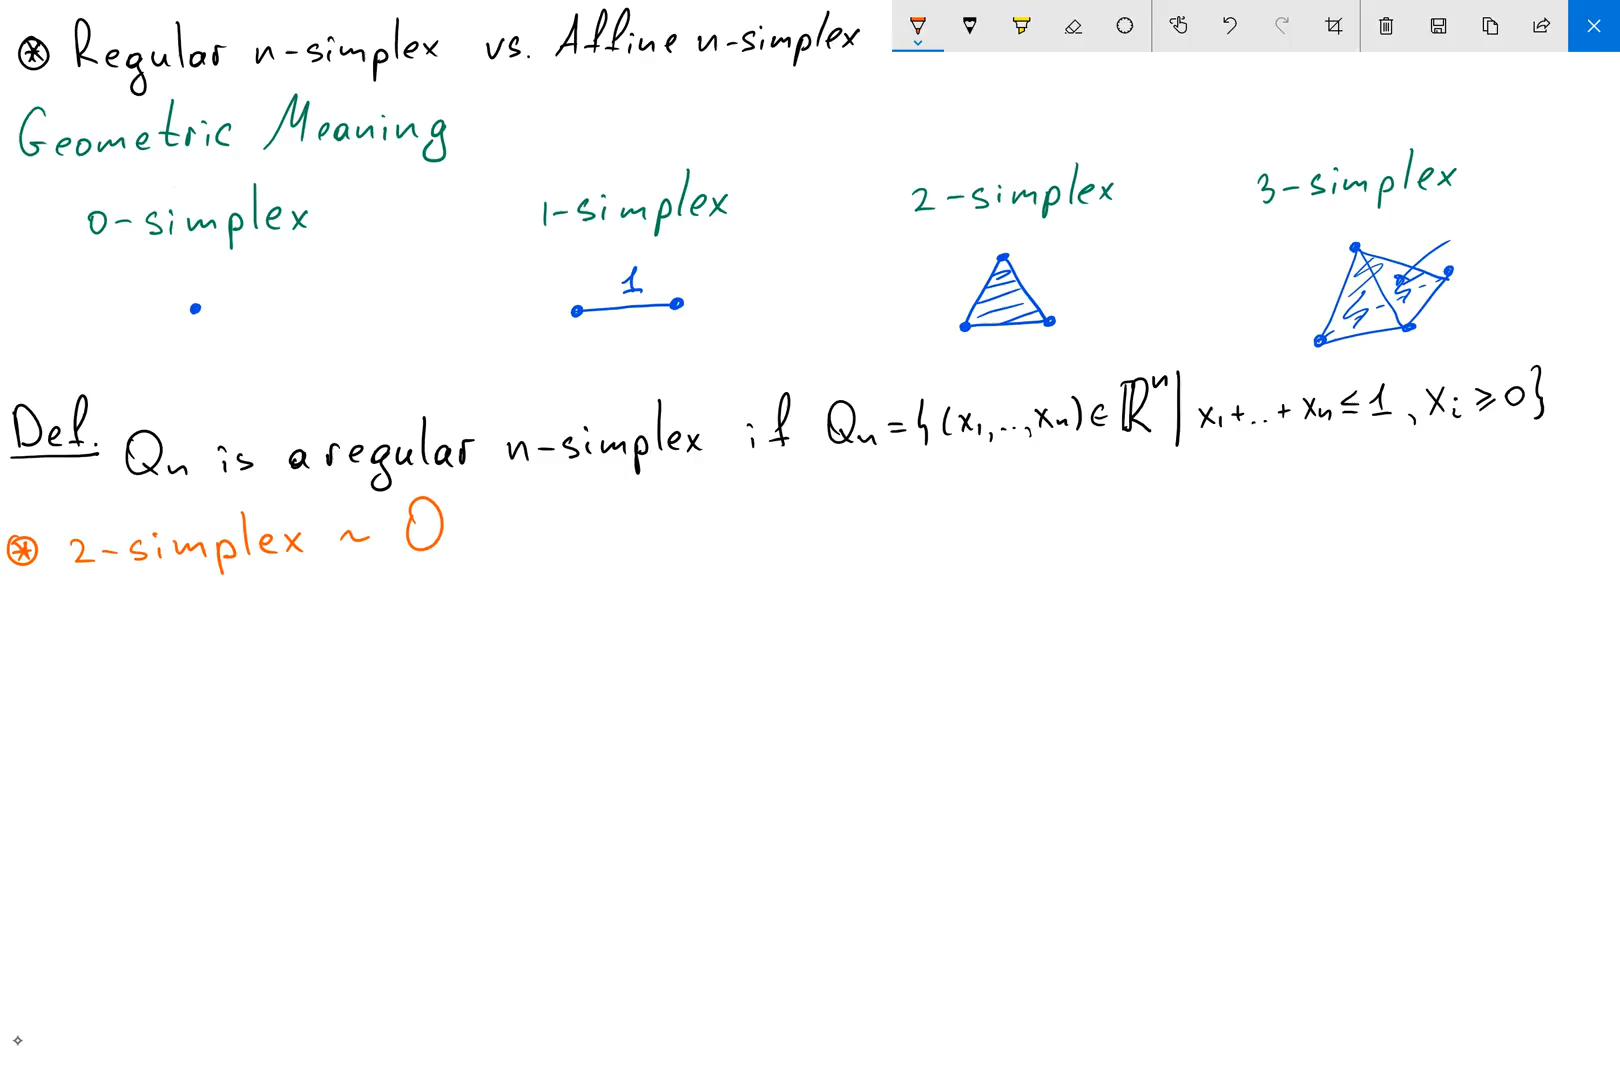 ⊛ Regular n-simplex vs. Affine n-simplex
Geometric Meaning
0-simplex 1-simplex 2-simplex 3-simplex
1
Def. Qn is a regular n-simplex if Qn = {(x1,..,xn) ∈ ℝ^n | x1+..+xn ≤ 1, xi ≥ 0}
⊛ 2-simplex ~ 0